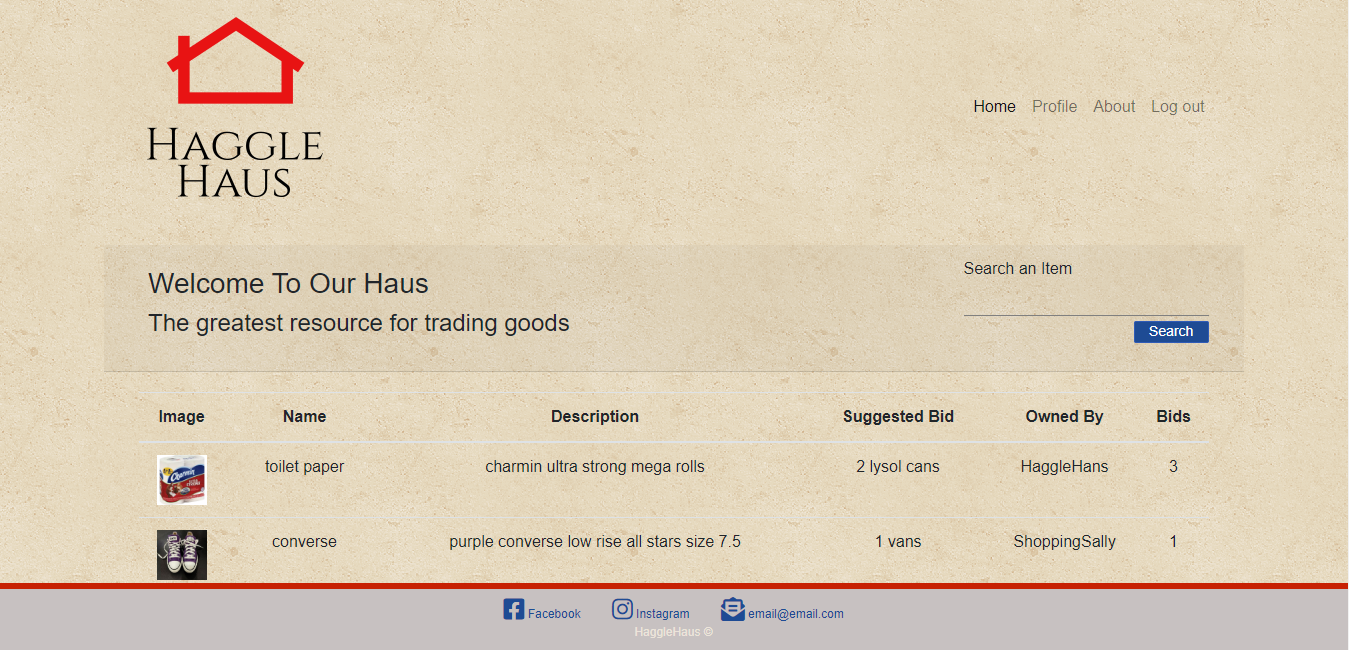 HAGGLE
HAUS
Home Profile About Log out
Welcome To Our Haus
The greatest resource for trading goods
Search an Item
Search
Image Name Description Suggested Bid Owned By Bids
Charmin
toilet paper charmin ultra strong mega rolls 2 lysol cans HaggleHans 3
converse purple converse low rise all stars size 7.5 1 vans ShoppingSally 1
Facebook Instagram email@email.com
HaggleHaus ©